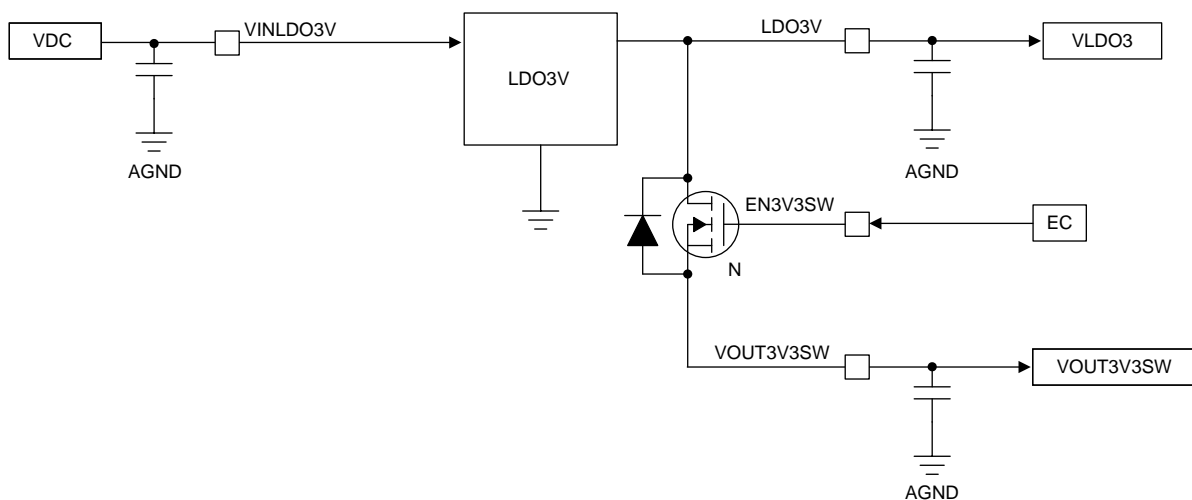 VDC
VINLDO3V
LDO3V
LDO3V
VLDO3
AGND
AGND
EN3V3SW
EC
N
VOUT3V3SW
VOUT3V3SW
AGND